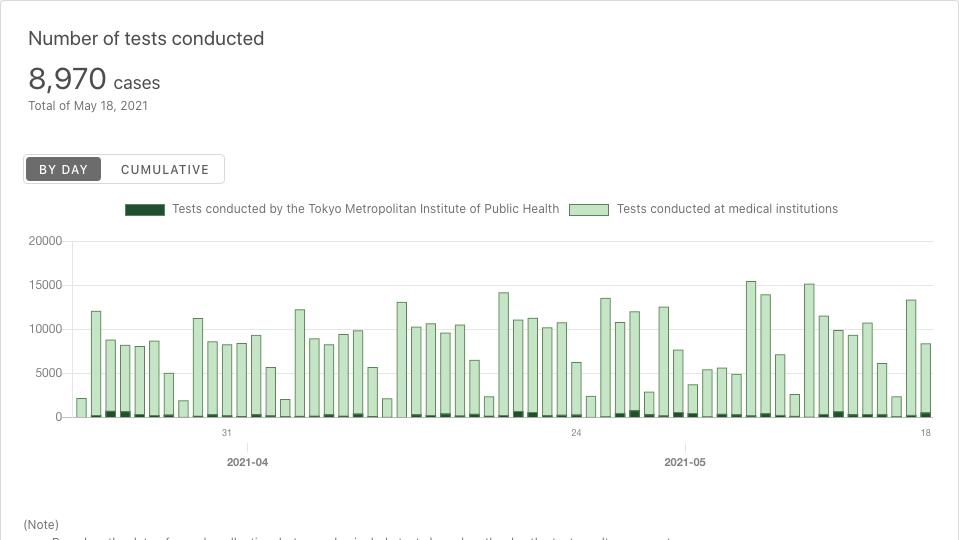 Number of tests conducted
8,970 cases
Total of May 18, 2021
BY DAY CUMULATIVE
Tests conducted by the Tokyo Metropolitan Institute of Public Health Tests conducted at medical institutions
20000
15000
10000
5000
0
31 24 18
2021-04 2021-05
(Note)